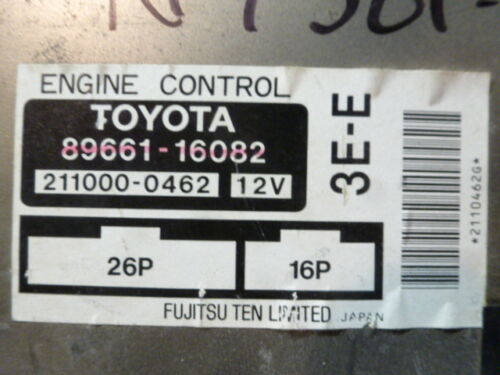 ENGINE CONTROL
TOYOTA
89661-16082
211000-0462 12V
3E-E
26P 16P
FUJITSU TEN LIMITED JAPAN
*2110462G*